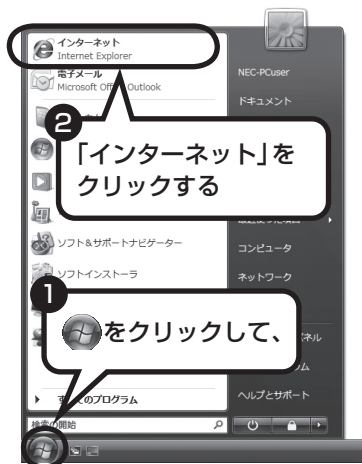 インターネット
Internet Explorer
電子メール
Microsoft Office Outlook
NEC-PCuser
ドキュメント
2
「インターネット」を
クリックする
ソフト&サポートナビゲーター
コンピュータ
ソフトインストーラ
ネットワーク
1
をクリックして、
すべてのプログラム
ヘルプとサポート
検索の開始